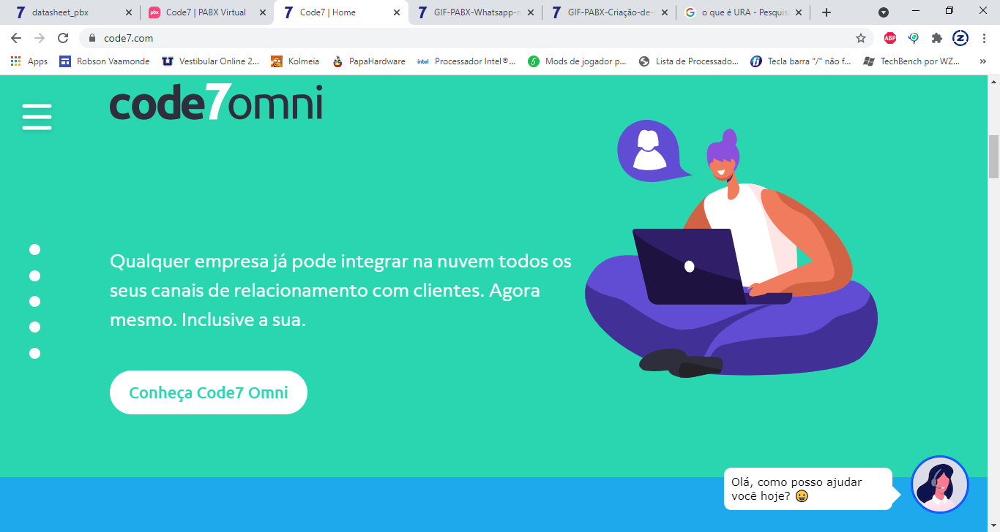 datasheet_pbx
pbx
Code7 | PABX Virtual
Code7 | Home
GIF-PABX-Whatsapp-
GIF-PABX-Criação-de-
o que é URA - Pesquis
code7.com
ABP
Apps
Robson Vaamonde
Vestibular Online 2...
Kolmeia
PapaHardware
intel
Processador Intel®...
Mods de jogador p...
Lista de Processado...
Tecla barra "/" não f...
TechBench por WZ...
code7omni
Qualquer empresa já pode integrar na nuvem todos os
seus canais de relacionamento com clientes. Agora
mesmo. Inclusive a sua.
Conheça Code7 Omni
Olá, como posso ajudar
você hoje? 😀